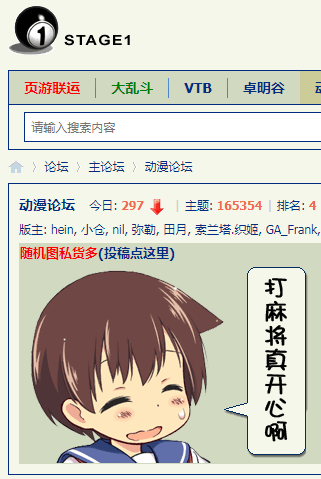 1 STAGE1
页游联运 大乱斗 VTB 卓明谷
请输入搜索内容
论坛 主论坛 动漫论坛
动漫论坛 今日: 297 主题: 165354 排名: 4
版主: hein, 小仓, nil, 弥勒, 田月, 索兰塔.织姬, GA_Frank,
随机图私货多(投稿点这里)
打麻将真开心啊